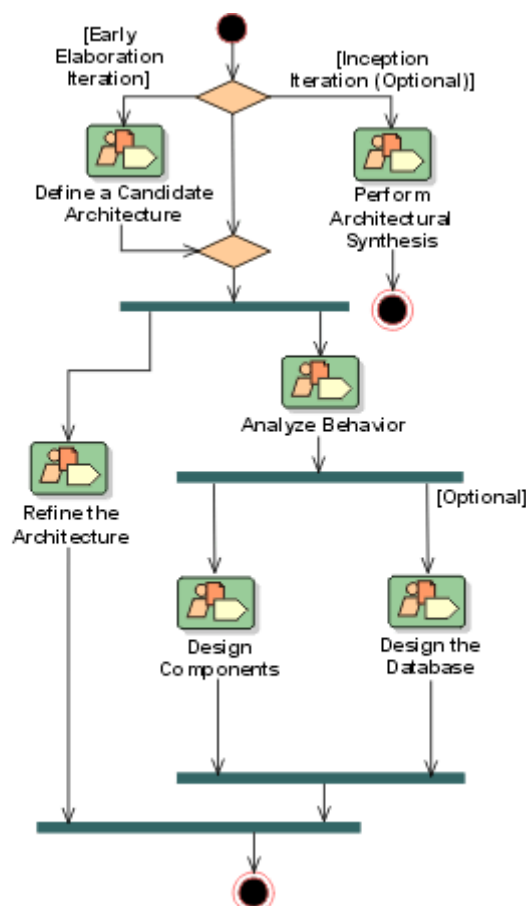 [Early
Elaboration
Iteration]
[Inception
Iteration (Optional)]
Define a Candidate
Architecture
Perform
Architectural
Synthesis
Analyze Behavior
[Optional]
Refine the
Architecture
Design
Components
Design the
Database